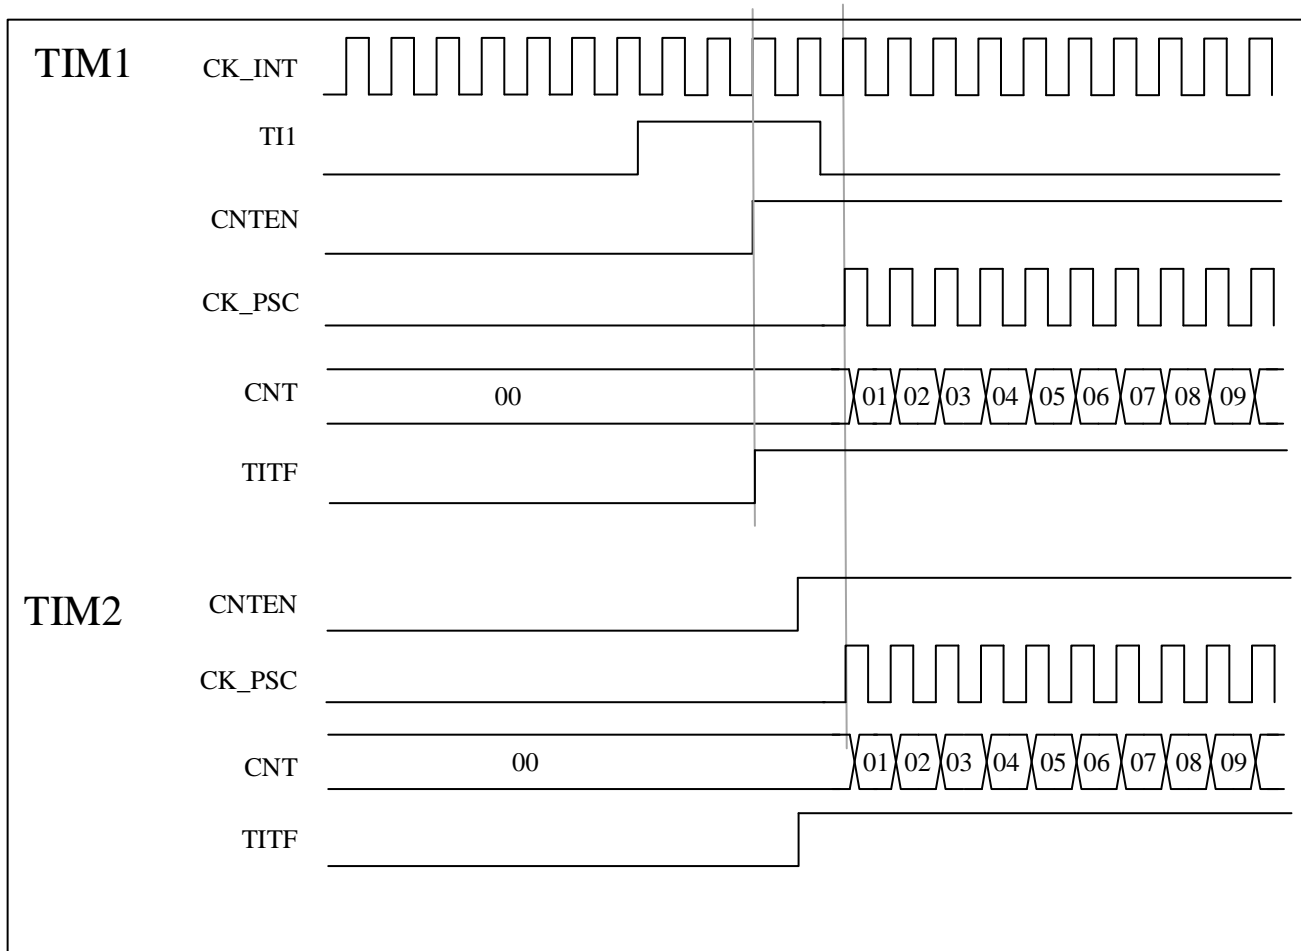 TIM1
CK_INT
TI1
CNTEN
CK_PSC
CNT 00 01 02 03 04 05 06 07 08 09
TITF
TIM2
CNTEN
CK_PSC
CNT 00 01 02 03 04 05 06 07 08 09
TITF